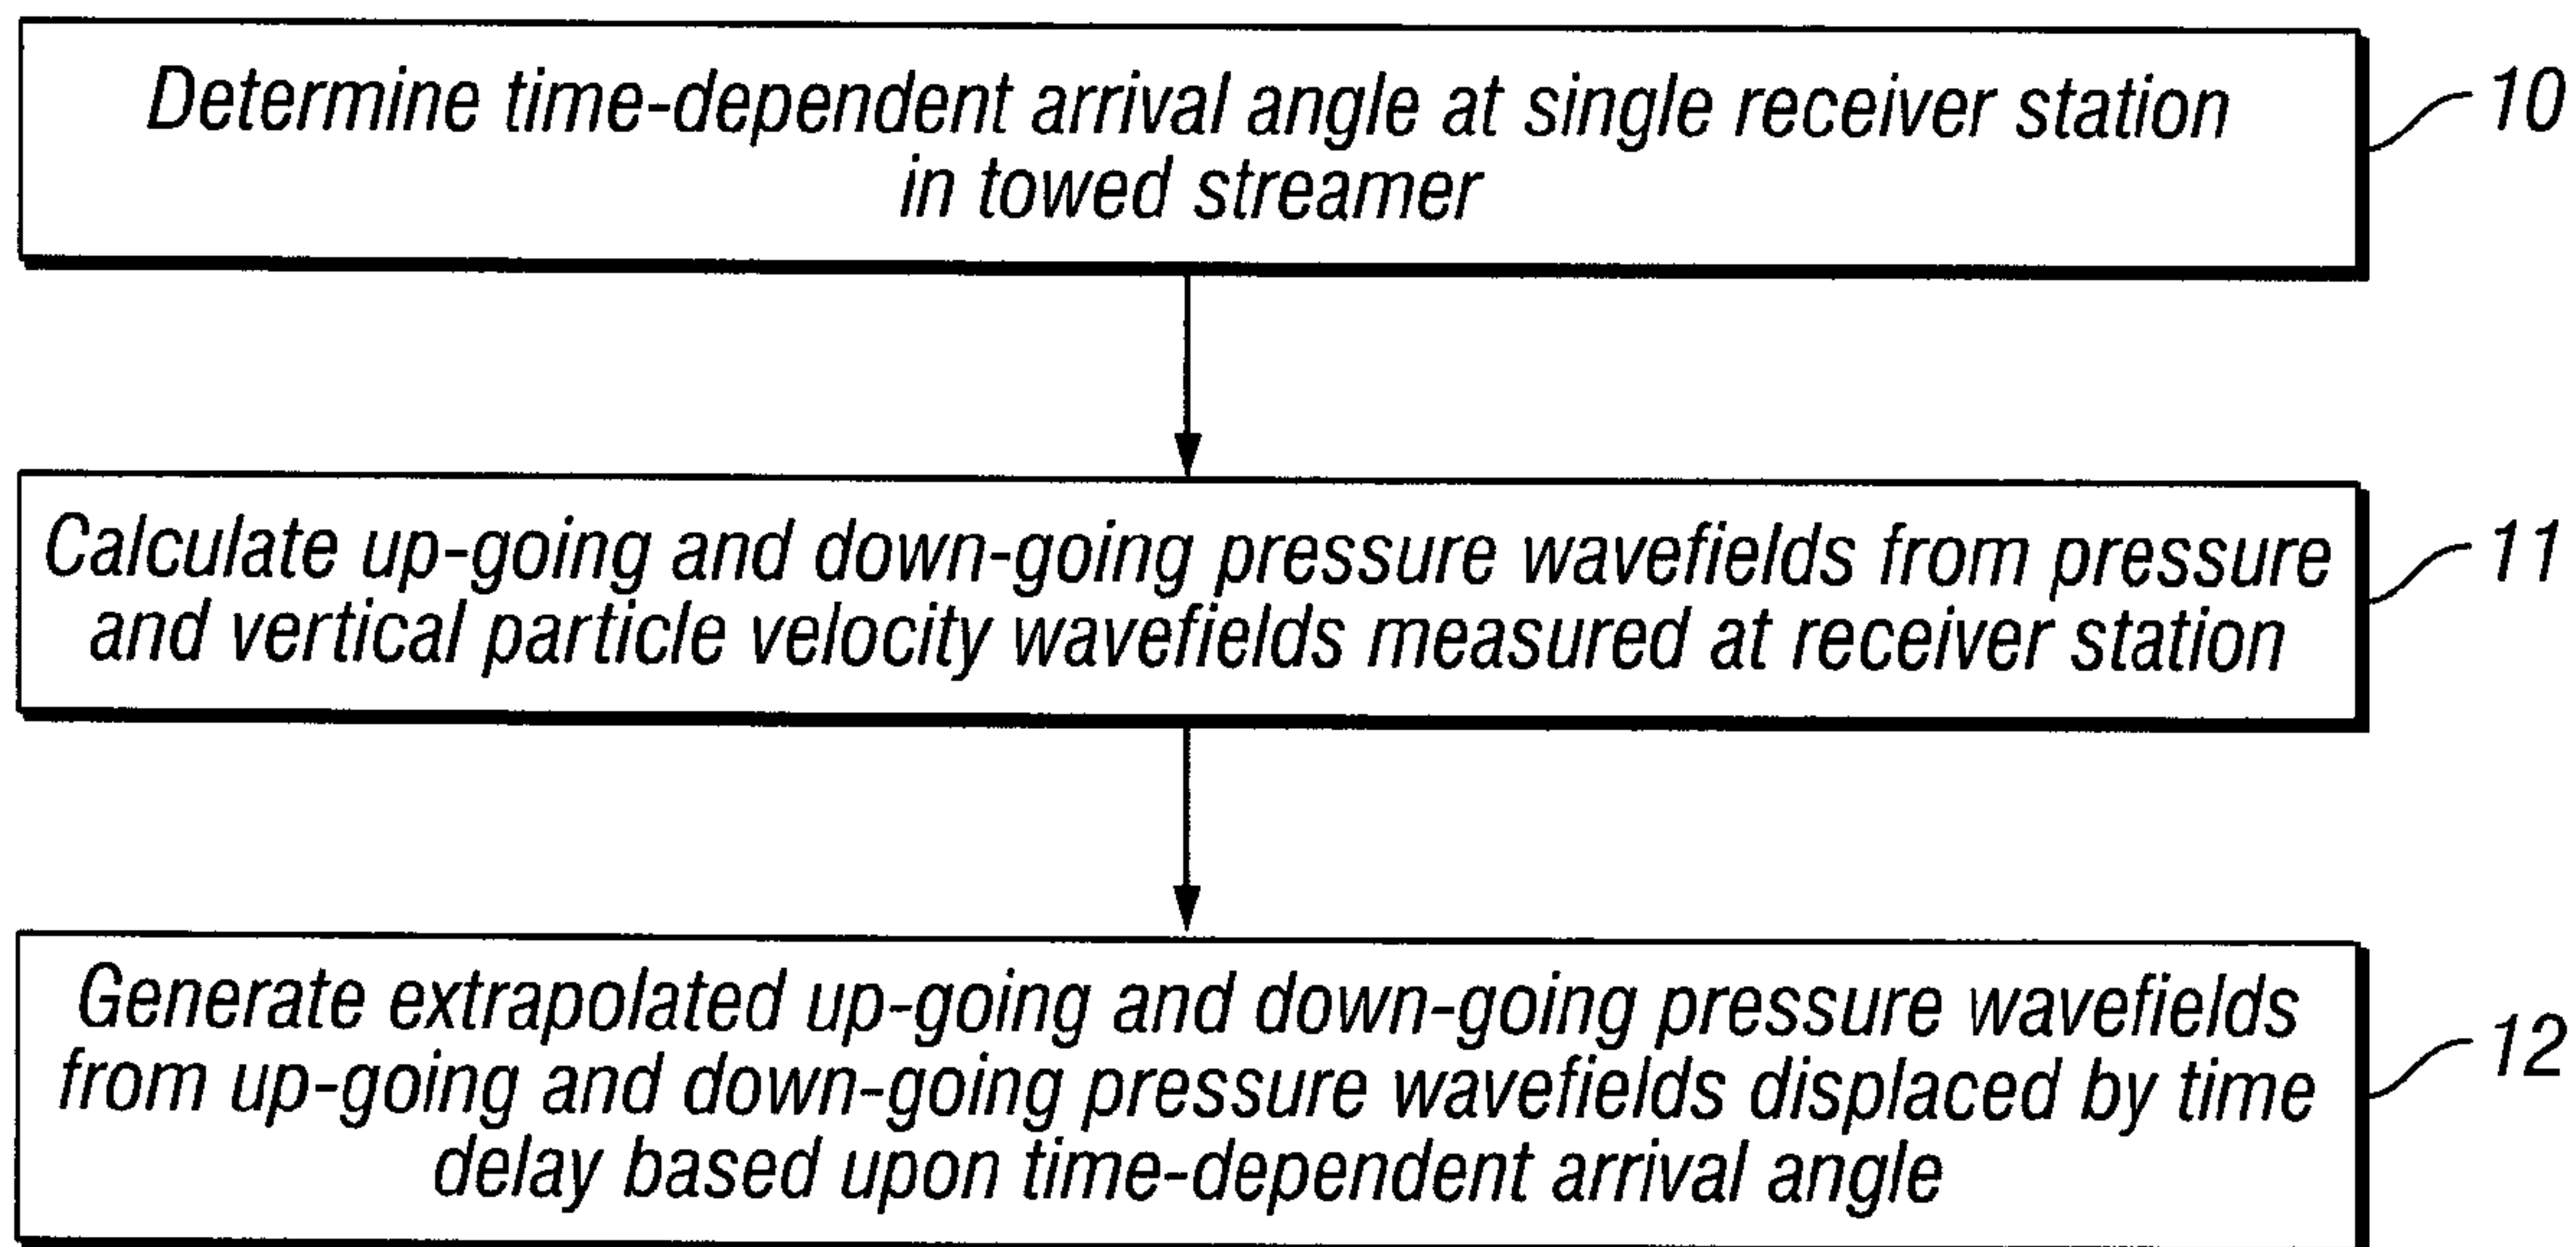 Determine time-dependent arrival angle at single receiver station
in towed streamer
10
Calculate up-going and down-going pressure wavefields from pressure
and vertical particle velocity wavefields measured at receiver station
11
Generate extrapolated up-going and down-going pressure wavefields
from up-going and down-going pressure wavefields displaced by time
delay based upon time-dependent arrival angle
12